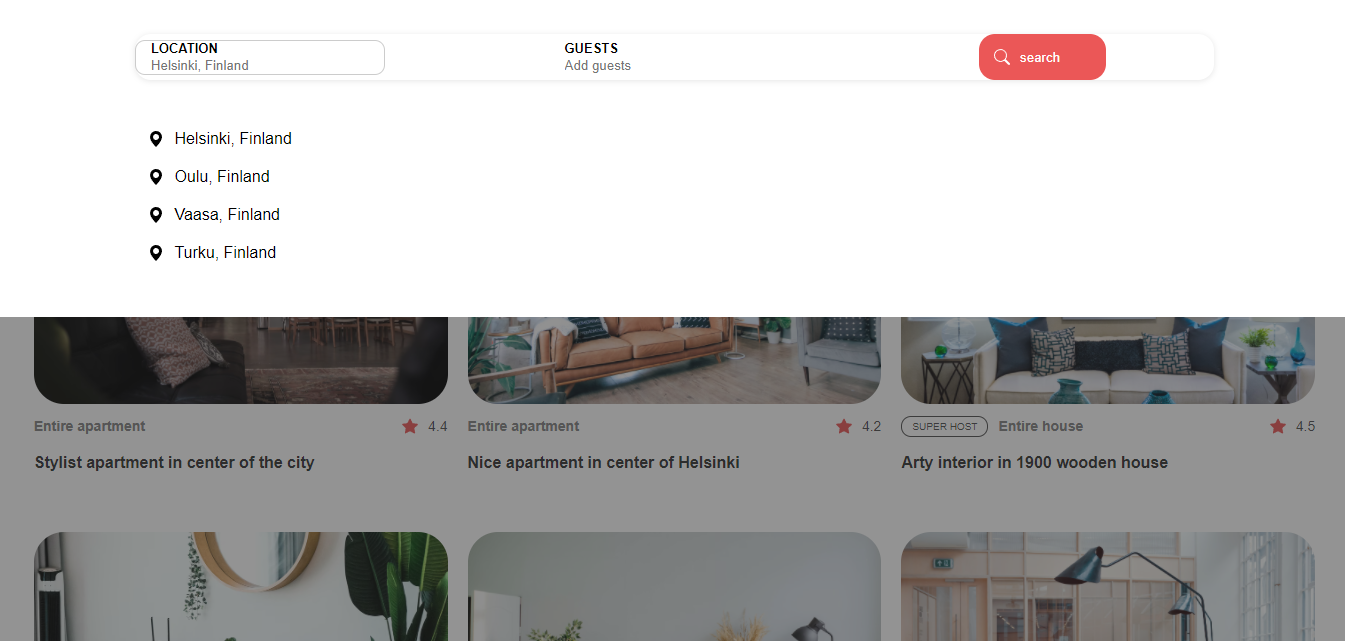 LOCATION
Helsinki, Finland
GUESTS
Add guests
search
Helsinki, Finland
Oulu, Finland
Vaasa, Finland
Turku, Finland
Entire apartment
4.4
Stylist apartment in center of the city
Entire apartment
4.2
Nice apartment in center of Helsinki
SUPER HOST
Entire house
4.5
Arty interior in 1900 wooden house